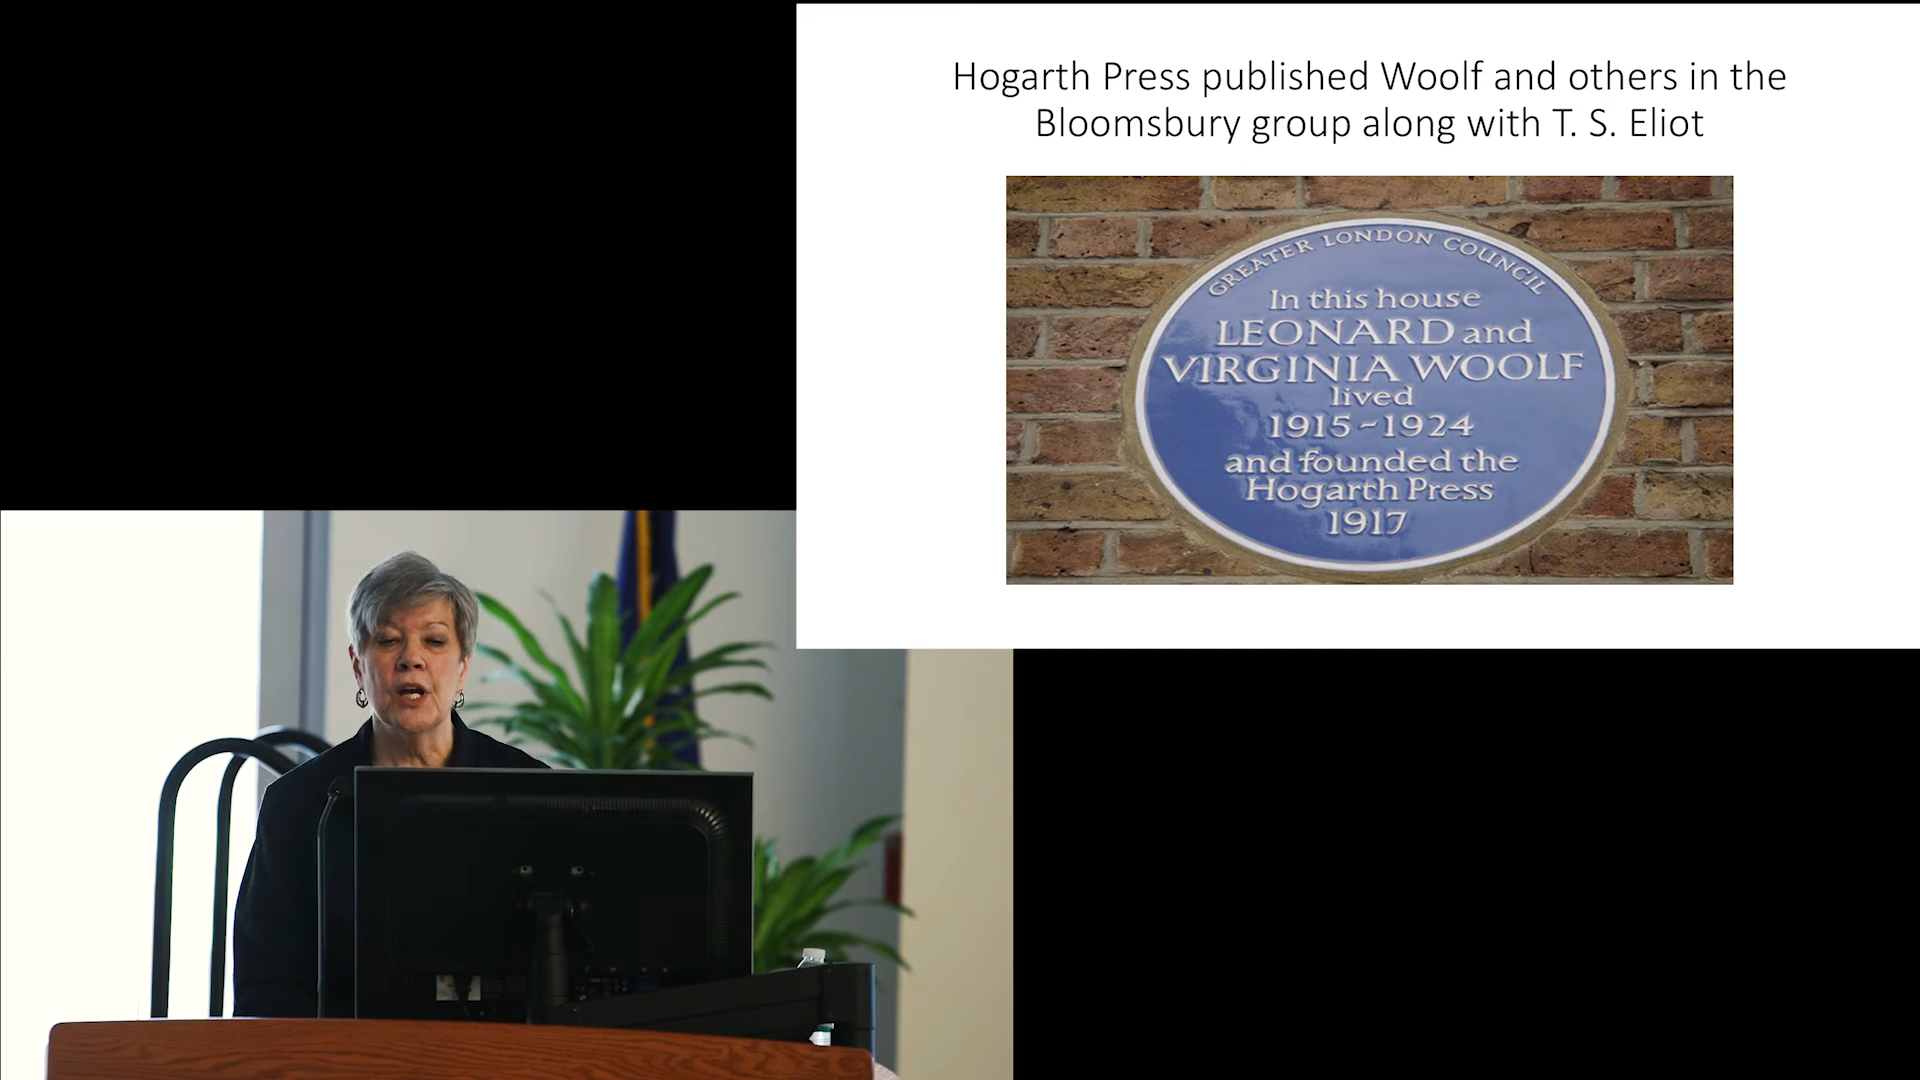 Hogarth Press published Woolf and others in the
Bloomsbury group along with T. S. Eliot
GREATER LONDON COUNCIL
In this house
LEONARD and
VIRGINIA WOOLF
lived
1915~1924
and founded the
Hogarth Press
1917